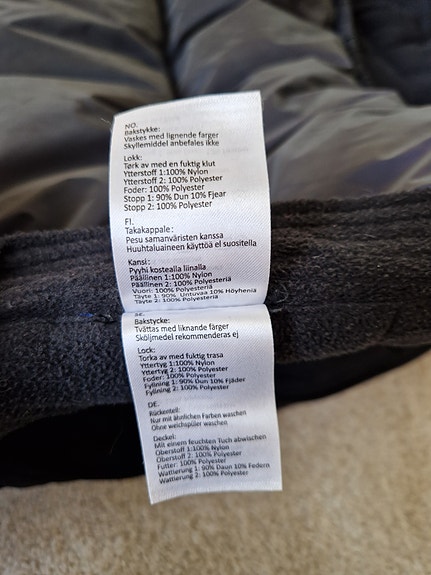 NO.
Bakstykke:
Vaskes med lignende farger
Skyllemiddel anbefales ikke
Lokk:
Tørk av med en fuktig klut
Ytterstoff 1:100% Nylon
Ytterstoff 2: 100% Polyester
Foder: 100% Polyester
Stopp 1: 90% Dun 10% Fjear
Stopp 2: 100% Polyester
FI.
Takakappale:
Pesu samanväristen kanssa
Huuhtaluaineen käyttöä ei suositella
Kansi:
Pyyhi kostealla liinalla
Päällinen 1:100% Nylon
Päällinen 2: 100% Polyesteriä
Vuori: 100% Polyesteria
Täyte 1: 90% Untuvaa 10% Höyheniä
Täyte 2: 100% Polyesteriä
SE.
Bakstycke:
Tvättas med liknande färger
Sköljmedel rekommenderas ej
Lock:
Torka av med fuktig trasa
Yttertyg 1:100% Nylon
Yttertyg 2: 100% Polyester
Foder: 100% Polyester
Fyllning 1: 90% Dun 10% Fjäder
Fyllning 2: 100% Polyester
DE.
Rückenteil:
Nur mit ähnlichen Farben waschen
Ohne weichspüler waschen
Deckel:
Mit einem feuchten Tuch abwischen
Oberstoff 1:100% Nylon
Oberstoff 2: 100% Polyester
Futter: 100% Polyester
Wattierung 1: 90% Daun 10% Federn
Wattierung 2: 100% Polyester